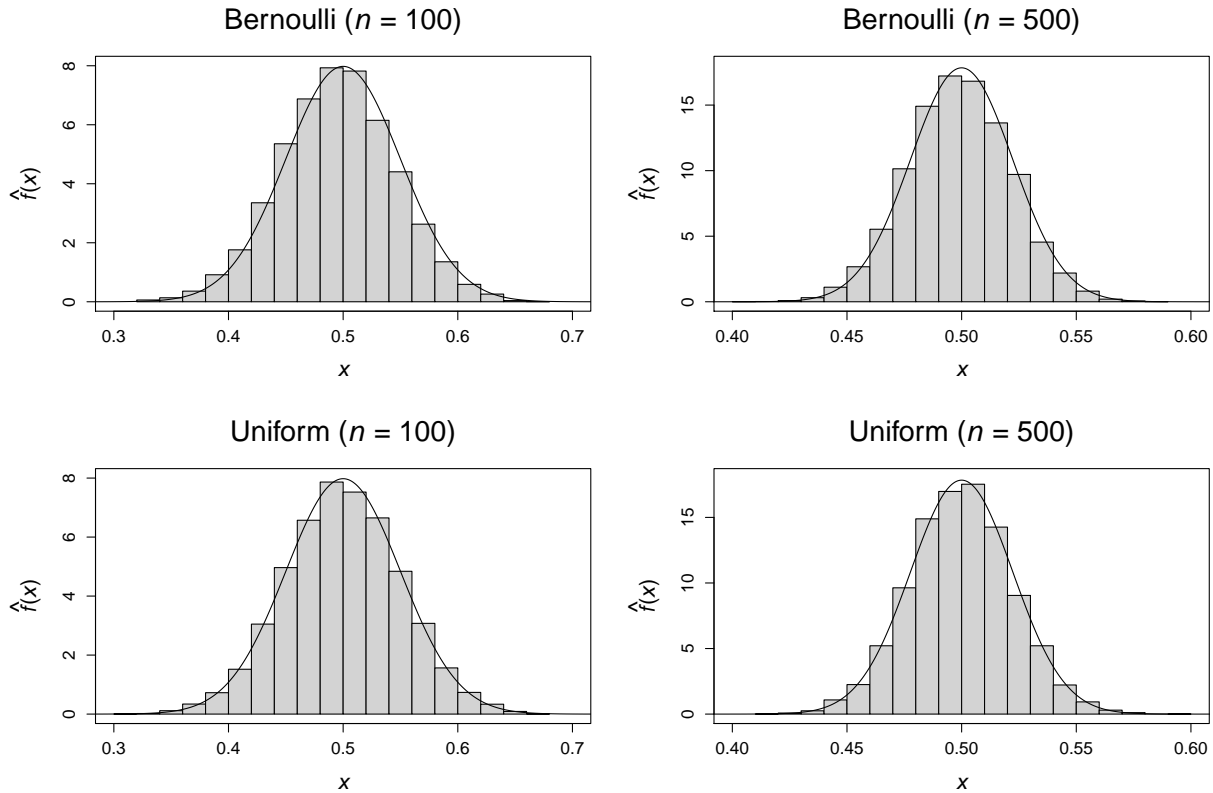 Bernoulli (n = 100)
f̂(x)
0 2 4 6 8
0.3 0.4 0.5 0.6 0.7
x
Bernoulli (n = 500)
f̂(x)
0 5 10 15
0.40 0.45 0.50 0.55 0.60
x
Uniform (n = 100)
f̂(x)
0 2 4 6 8
0.3 0.4 0.5 0.6 0.7
x
Uniform (n = 500)
f̂(x)
0 5 10 15
0.40 0.45 0.50 0.55 0.60
x